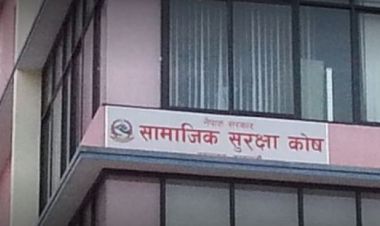 नेपाल सरकार
सामाजिक सुरक्षा कोष